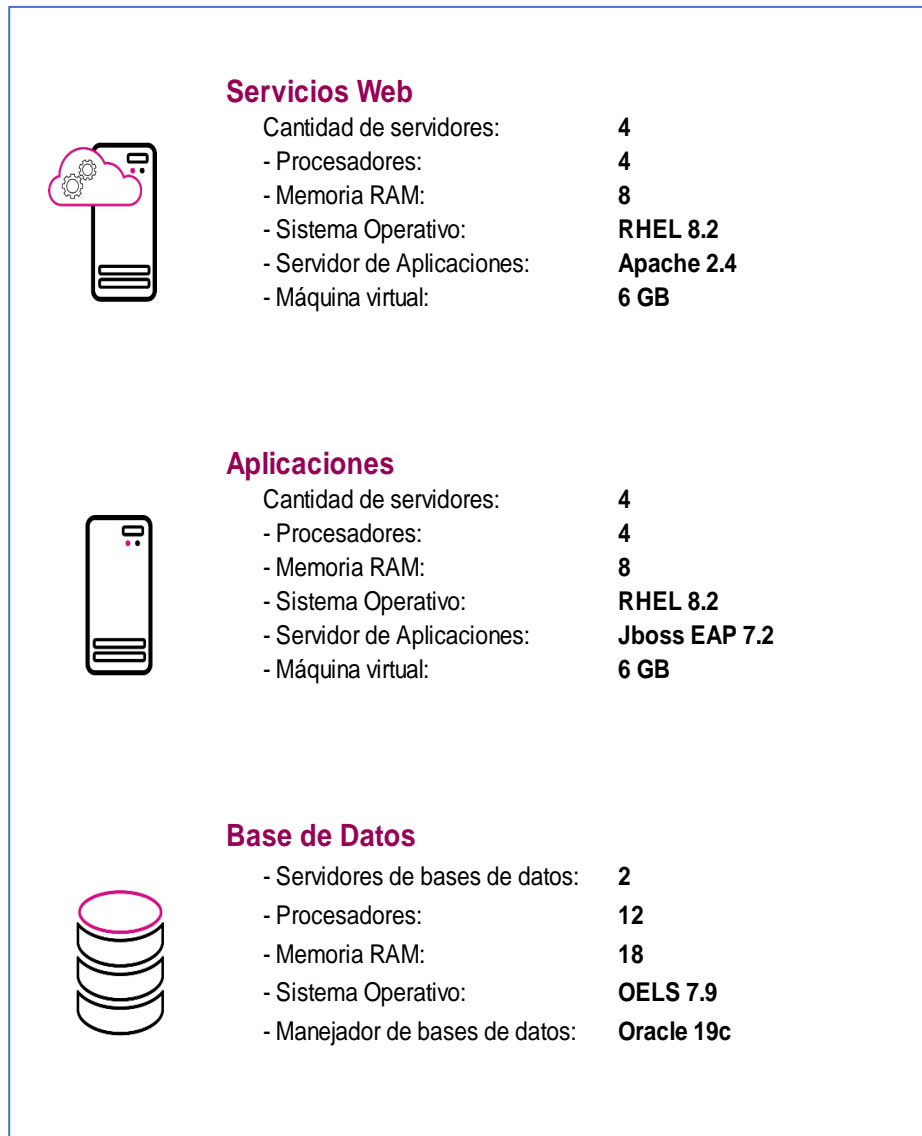 Servicios Web
Cantidad de servidores: 4
- Procesadores: 4
- Memoria RAM: 8
- Sistema Operativo: RHEL 8.2
- Servidor de Aplicaciones: Apache 2.4
- Máquina virtual: 6 GB
Aplicaciones
Cantidad de servidores: 4
- Procesadores: 4
- Memoria RAM: 8
- Sistema Operativo: RHEL 8.2
- Servidor de Aplicaciones: Jboss EAP 7.2
- Máquina virtual: 6 GB
Base de Datos
- Servidores de bases de datos: 2
- Procesadores: 12
- Memoria RAM: 18
- Sistema Operativo: OELS 7.9
- Manejador de bases de datos: Oracle 19c